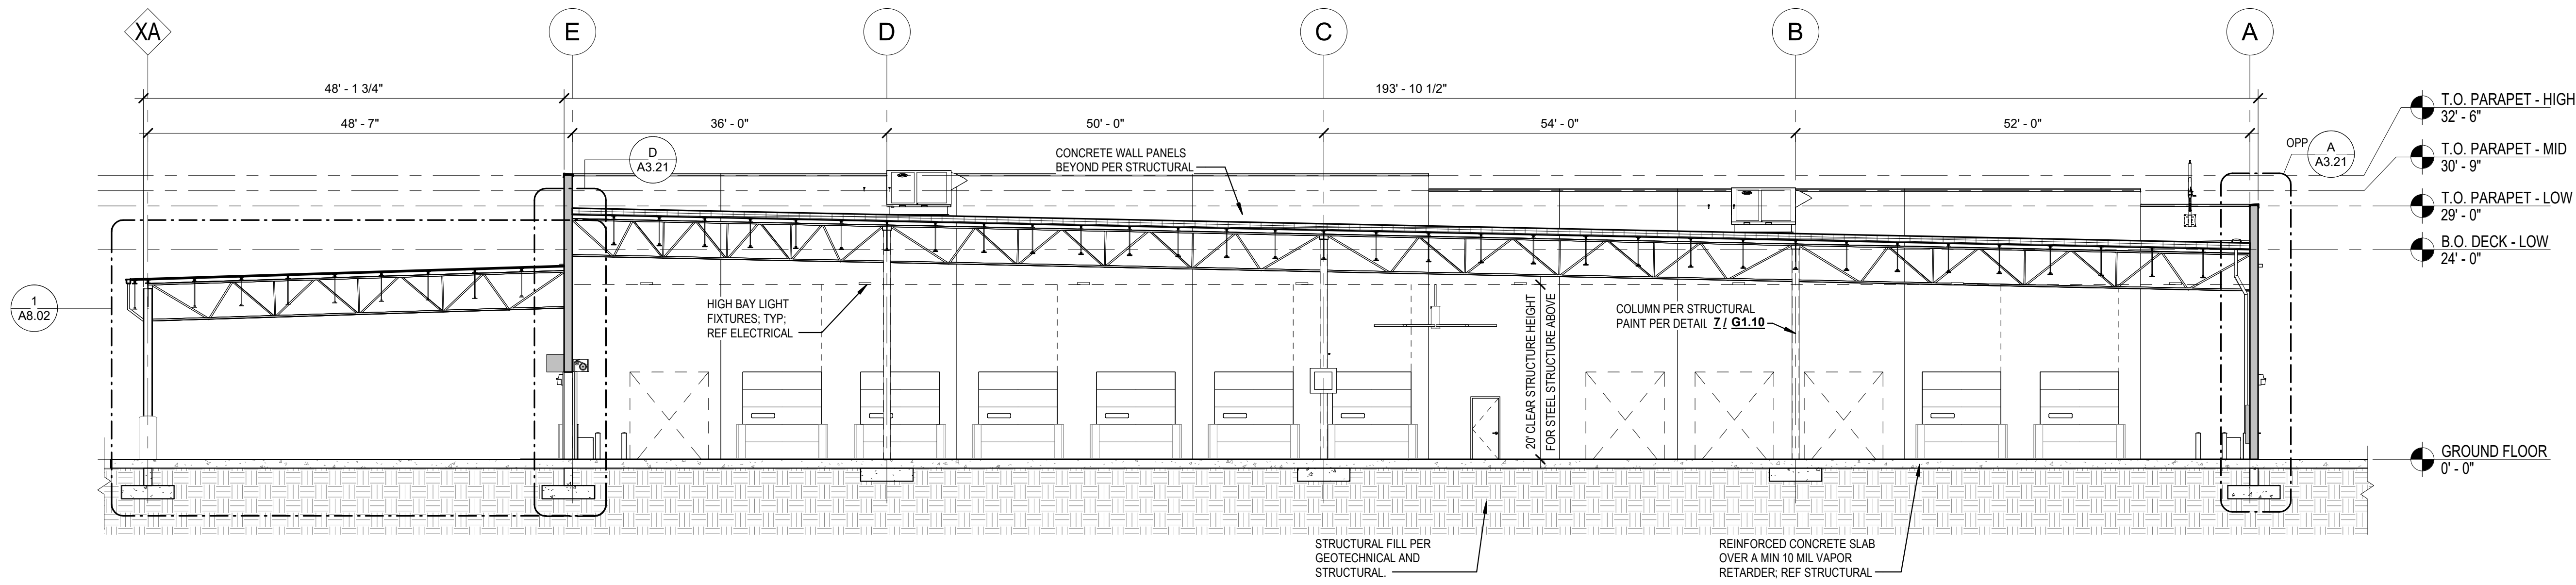 XA
E
D
C
B
A
48' - 1 3/4"
193' - 10 1/2"
48' - 7"
36' - 0"
50' - 0"
54' - 0"
52' - 0"
T.O. PARAPET - HIGH
32' - 6"
T.O. PARAPET - MID
30' - 9"
T.O. PARAPET - LOW
29' - 0"
B.O. DECK - LOW
24' - 0"
GROUND FLOOR
0' - 0"
D
A3.21
OPP
A
A3.21
CONCRETE WALL PANELS
BEYOND PER STRUCTURAL
1
A8.02
HIGH BAY LIGHT
FIXTURES; TYP;
REF ELECTRICAL
20' CLEAR STRUCTURE HEIGHT
FOR STEEL STRUCTURE ABOVE
COLUMN PER STRUCTURAL
PAINT PER DETAIL 7 / G1.10
STRUCTURAL FILL PER
GEOTECHNICAL AND
STRUCTURAL.
REINFORCED CONCRETE SLAB
OVER A MIN 10 MIL VAPOR
RETARDER; REF STRUCTURAL